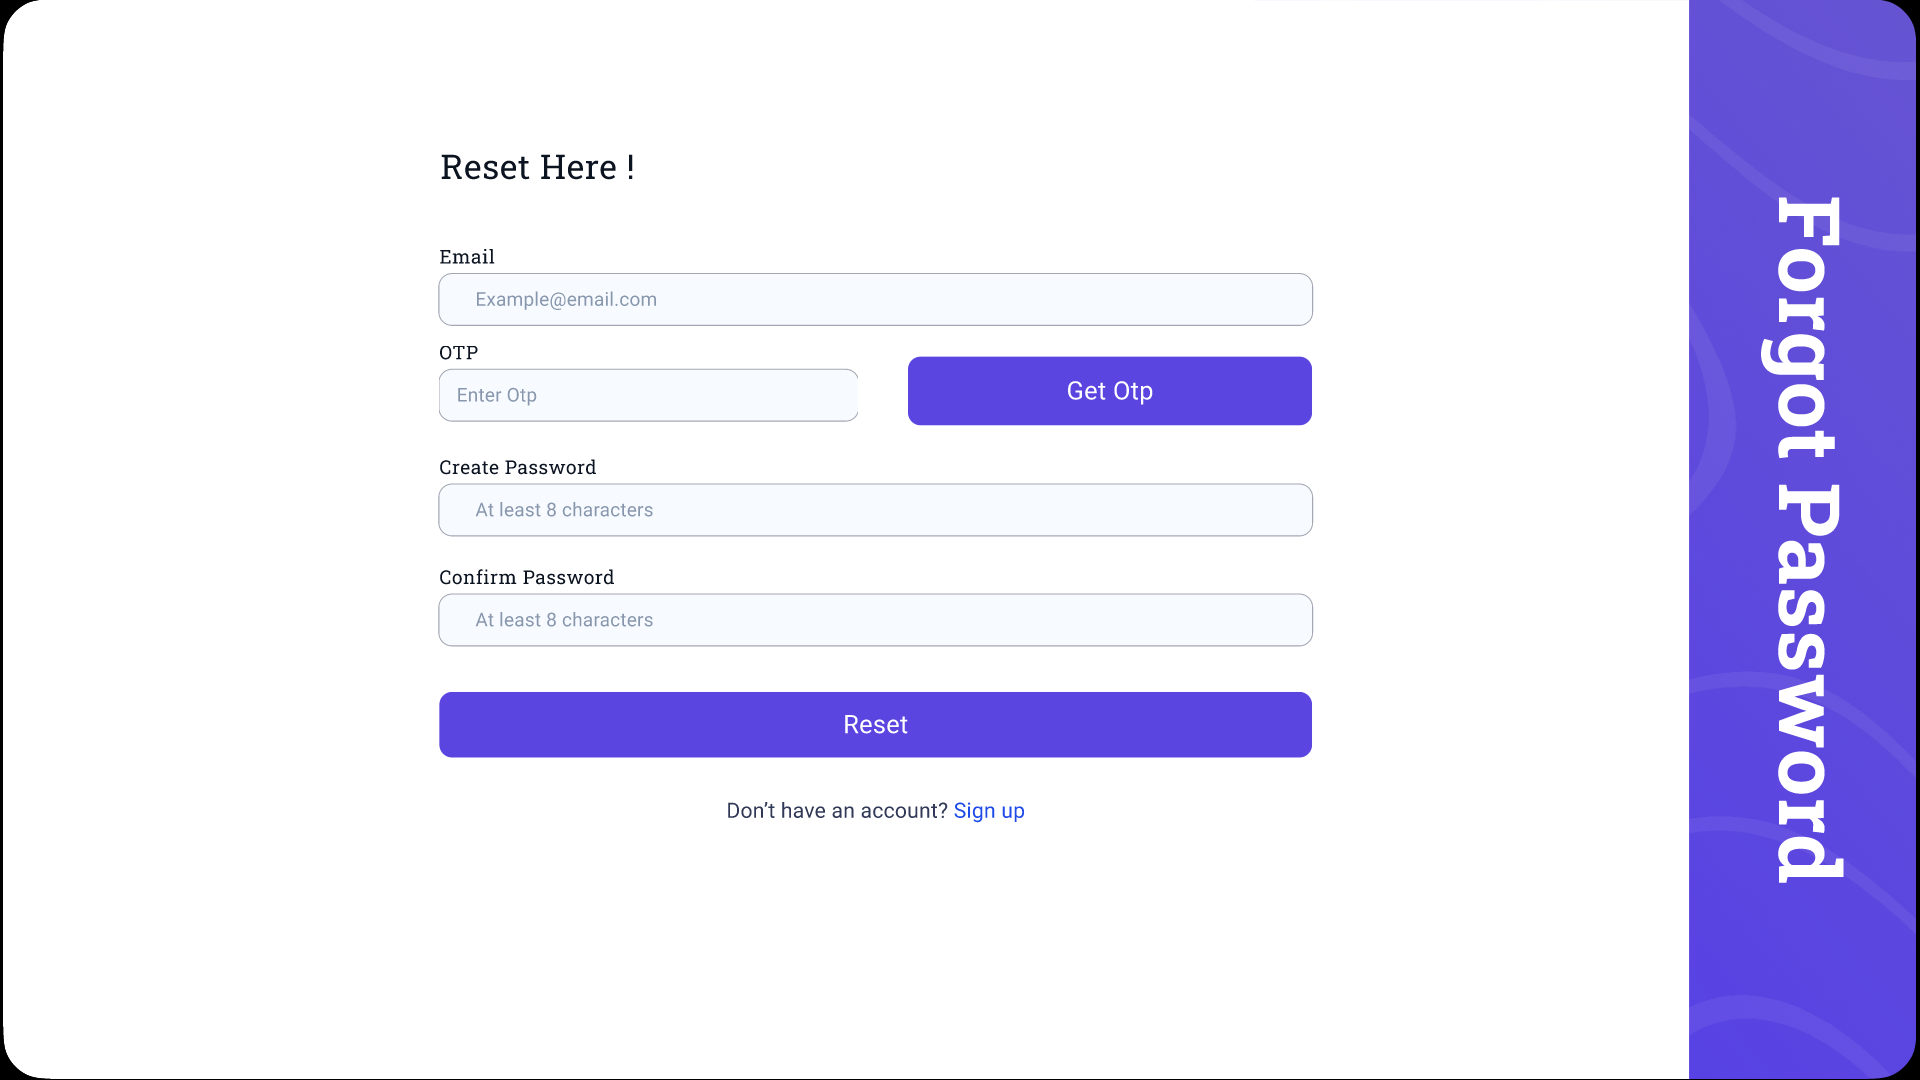 Reset Here !
Email
Example@email.com
OTP
Enter Otp
Get Otp
Create Password
At least 8 characters
Confirm Password
At least 8 characters
Reset
Don’t have an account? Sign up
Forgot Password